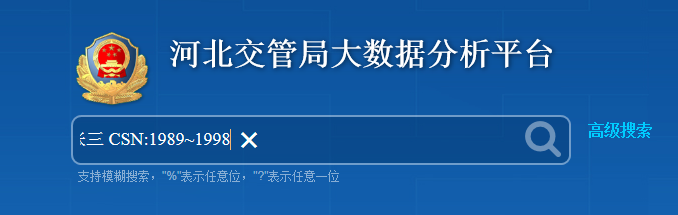 河北交管局大数据分析平台
三 CSN:1989~1998
高级搜索
支持模糊搜索，"%"表示任意位，"?"表示任意一位